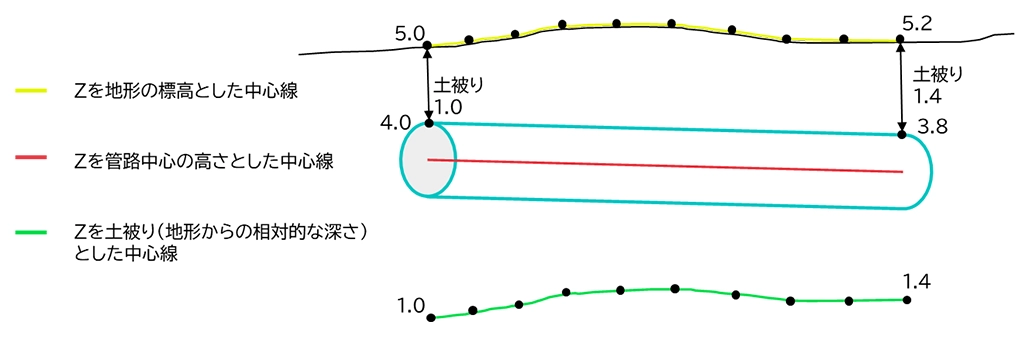 5.0
5.2
Zを地形の標高とした中心線
土被り
1.0
土被り
1.4
4.0
3.8
Zを管路中心の高さとした中心線
Zを土被り(地形からの相対的な深さ)
とした中心線
1.0
1.4